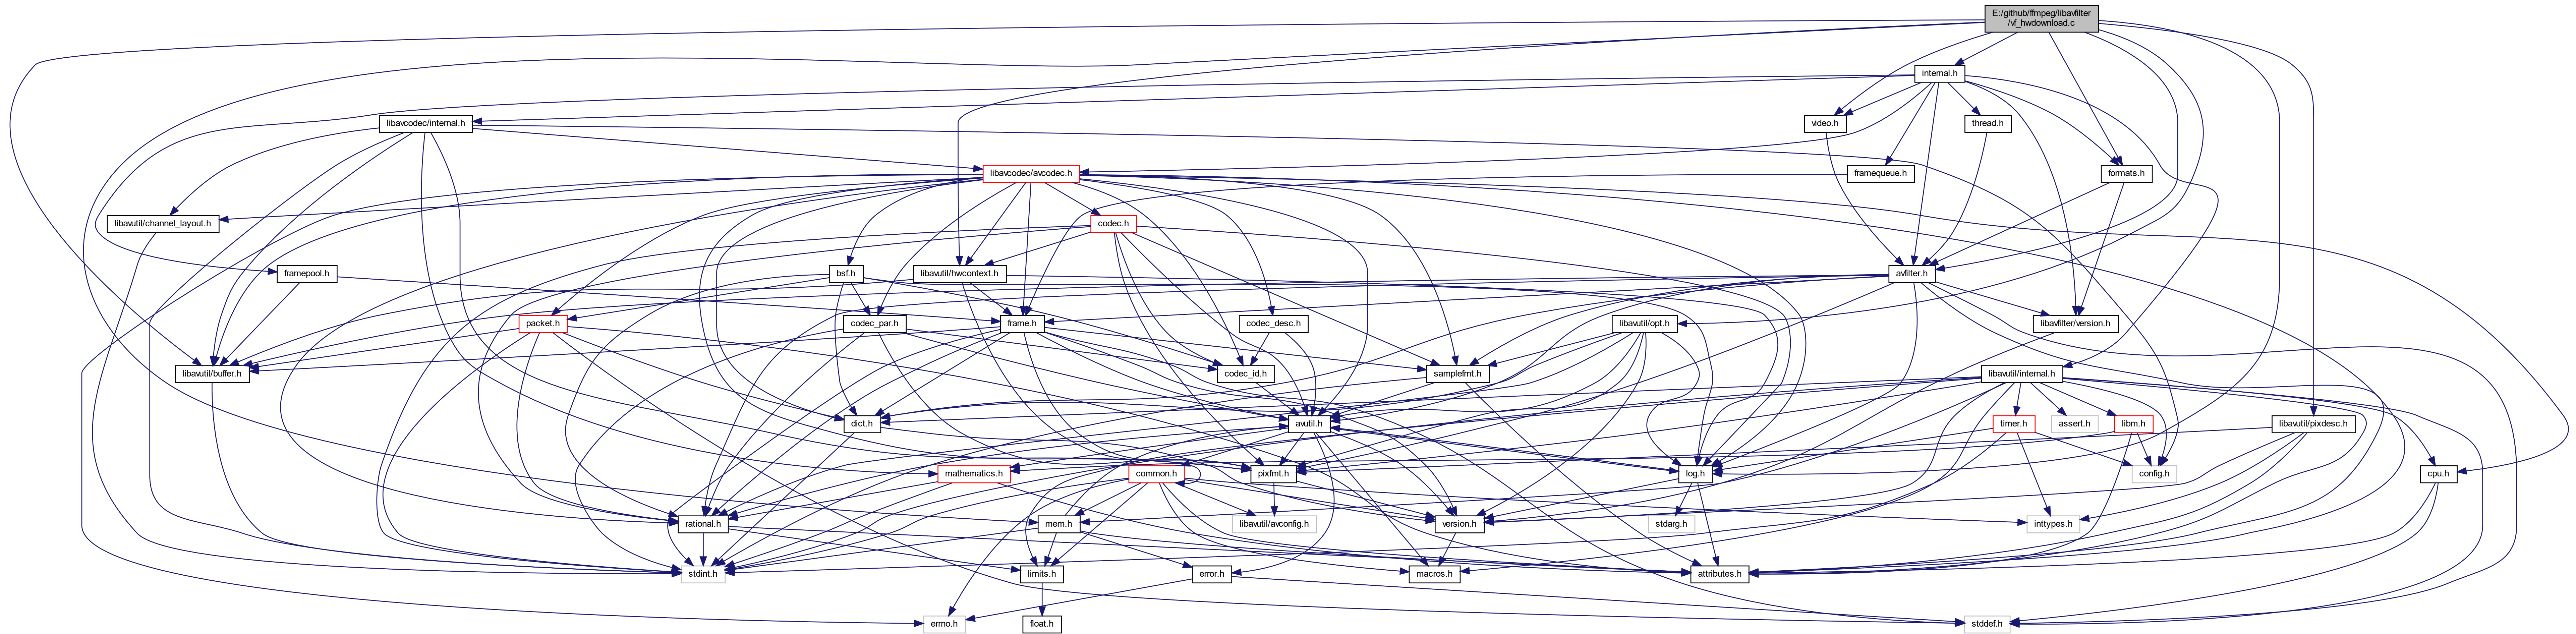 E:/github/ffmpeg/libavfilter
/vf_hwdownload.c
internal.h
libavcodec/internal.h
video.h
thread.h
libavcodec/avcodec.h
framequeue.h
formats.h
libavutil/channel_layout.h
codec.h
framepool.h
bsf.h
libavutil/hwcontext.h
avfilter.h
packet.h
codec_par.h
frame.h
codec_desc.h
libavutil/opt.h
libavfilter/version.h
libavutil/buffer.h
codec_id.h
samplefmt.h
libavutil/internal.h
dict.h
avutil.h
timer.h
assert.h
libm.h
libavutil/pixdesc.h
mathematics.h
common.h
pixfmt.h
log.h
config.h
cpu.h
rational.h
mem.h
libavutil/avconfig.h
version.h
stdarg.h
inttypes.h
stdint.h
limits.h
error.h
macros.h
attributes.h
errno.h
float.h
stddef.h